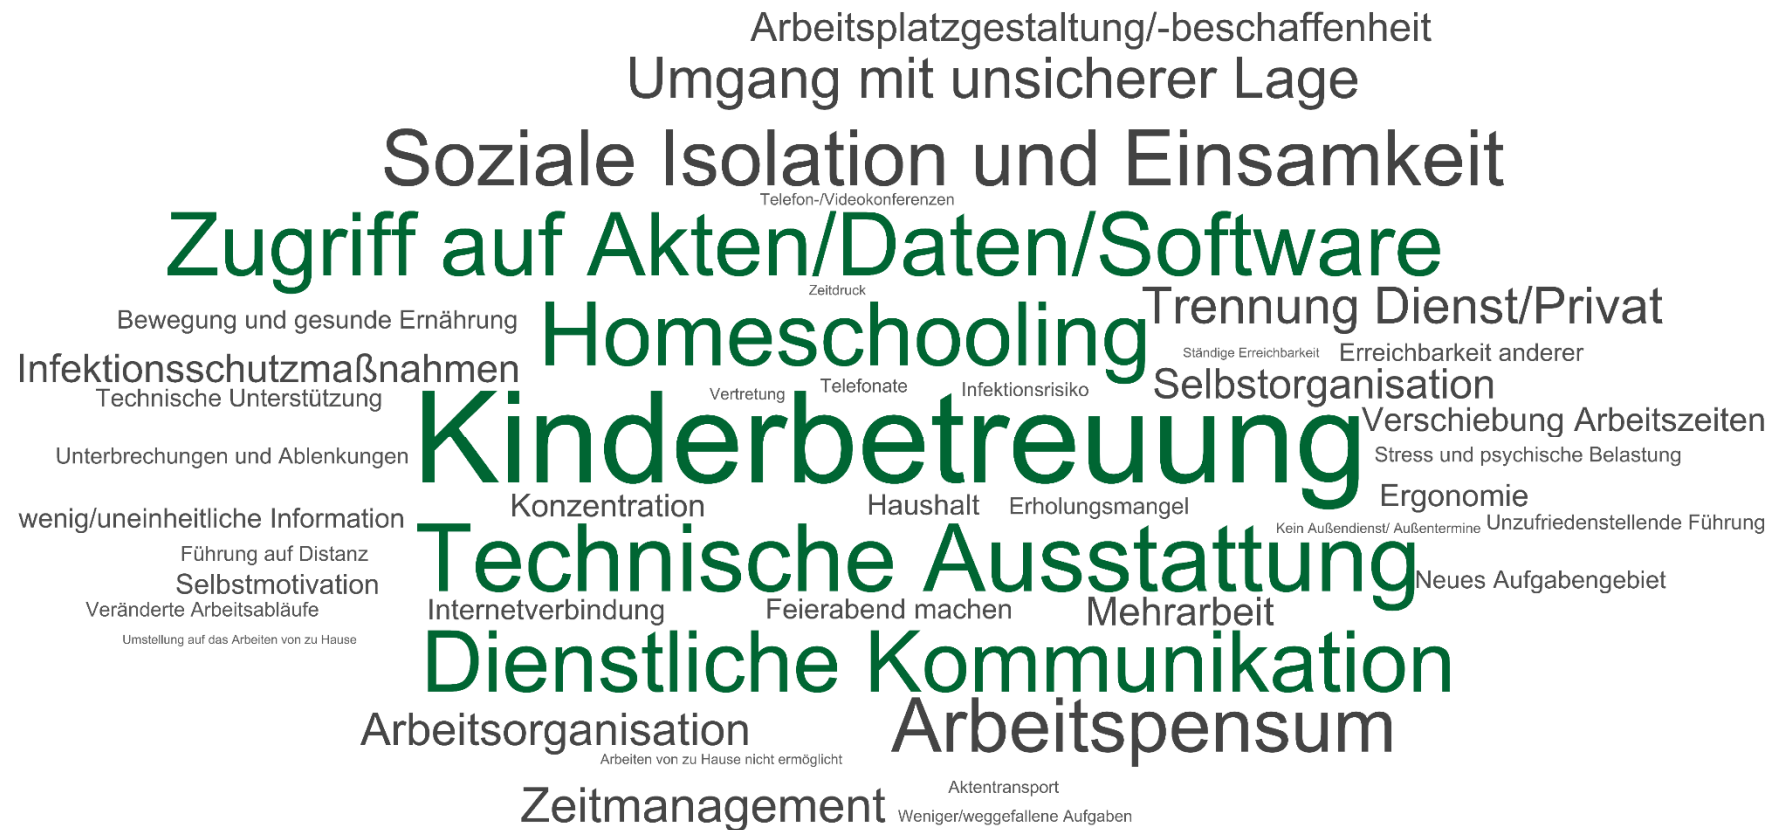 Arbeitsplatzgestaltung/-beschaffenheit
Umgang mit unsicherer Lage
Soziale Isolation und Einsamkeit
Telefon-/Videokonferenzen
Zugriff auf Akten/Daten/Software
Zeitdruck
Bewegung und gesunde Ernährung
Homeschooling
Trennung Dienst/Privat
Infektionsschutzmaßnahmen
Ständige Erreichbarkeit
Erreichbarkeit anderer
Technische Unterstützung
Vertretung
Telefonate
Infektionsrisiko
Selbstorganisation
Kinderbetreuung
Verschiebung Arbeitszeiten
Unterbrechungen und Ablenkungen
Stress und psychische Belastung
Konzentration
Haushalt
Erholungsmangel
Ergonomie
wenig/uneinheitliche Information
Kein Außendienst/ Außentermine
Unzufriedenstellende Führung
Führung auf Distanz
Technische Ausstattung
Selbstmotivation
Neues Aufgabengebiet
Veränderte Arbeitsabläufe
Internetverbindung
Feierabend machen
Mehrarbeit
Umstellung auf das Arbeiten von zu Hause
Dienstliche Kommunikation
Arbeitsorganisation
Arbeitspensum
Arbeiten von zu Hause nicht ermöglicht
Zeitmanagement
Aktentransport
Weniger/weggefallene Aufgaben